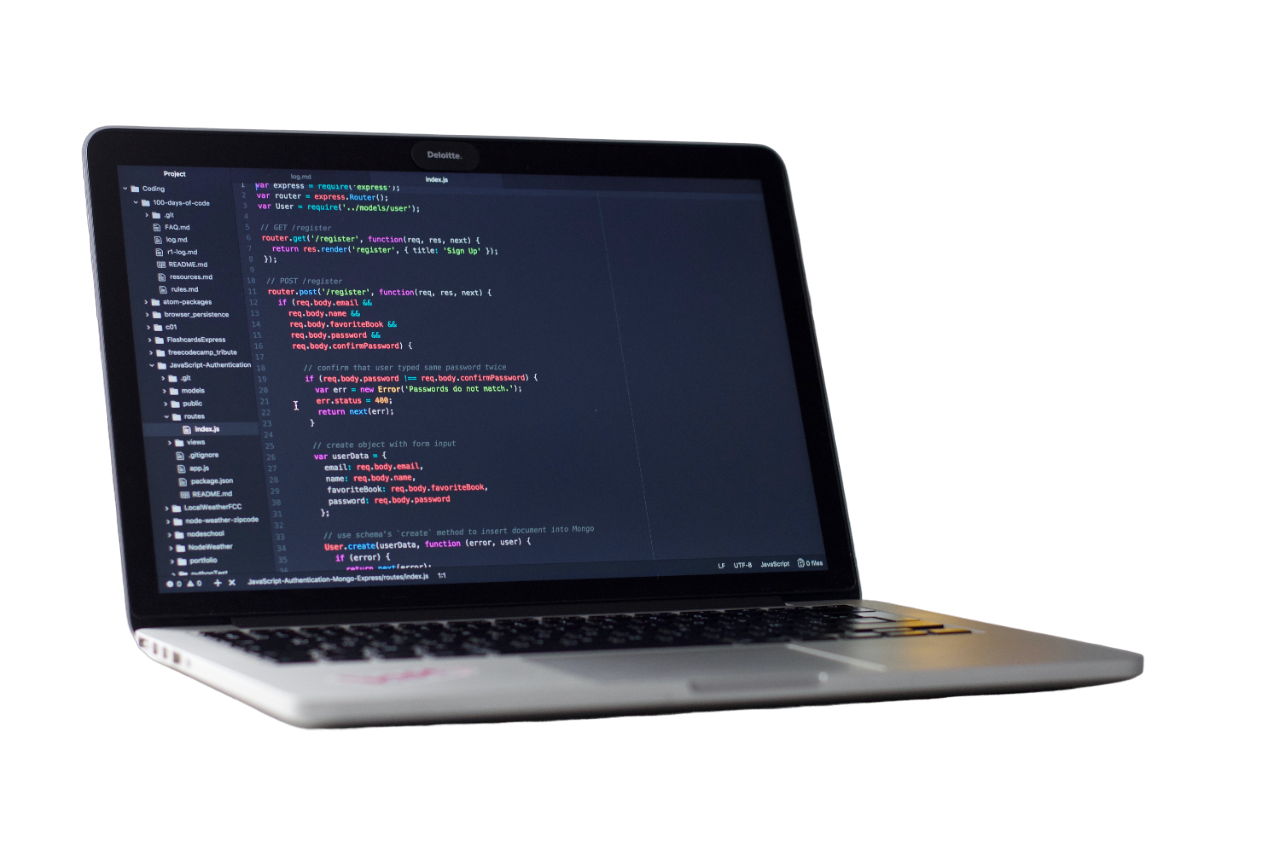 Deloitte.
Project
Coding
100-days-of-code
.git
FAQ.md
log.md
r1-log.md
README.md
resources.md
rules.md
atom-packages
browser_persistence
c01
FlashcardsExpress
freecodecamp_tribute
JavaScript-Authentication
.git
models
public
routes
index.js
views
.gitignore
app.js
package.json
README.md
LocalWeatherFCC
node-weather-zipcode
nodeschool
NodeWeather
portfolio
pythonTest
log.md
index.js
1 var express = require('express');
2 var router = express.Router();
3 var User = require('../models/user');
4
5 // GET /register
6 router.get('/register', function(req, res, next) {
7 return res.render('register', { title: 'Sign Up' });
8 });
9
10 // POST /register
11 router.post('/register', function(req, res, next) {
12 if (req.body.email &&
13 req.body.name &&
14 req.body.favoriteBook &&
15 req.body.password &&
16 req.body.confirmPassword) {
17
18 // confirm that user typed same password twice
19 if (req.body.password !== req.body.confirmPassword) {
20 var err = new Error('Passwords do not match.');
21 err.status = 400;
22 return next(err);
23 }
24
25 // create object with form input
26 var userData = {
27 email: req.body.email,
28 name: req.body.name,
29 favoriteBook: req.body.favoriteBook,
30 password: req.body.password
31 };
32
33 // use schema's `create` method to insert document into Mongo
34 User.create(userData, function (error, user) {
35 if (error) {
36 return next(error);
0 0 JavaScript-Authentication-Mongo-Express/routes/index.js 1:1 LF UTF-8 JavaScript 0 files